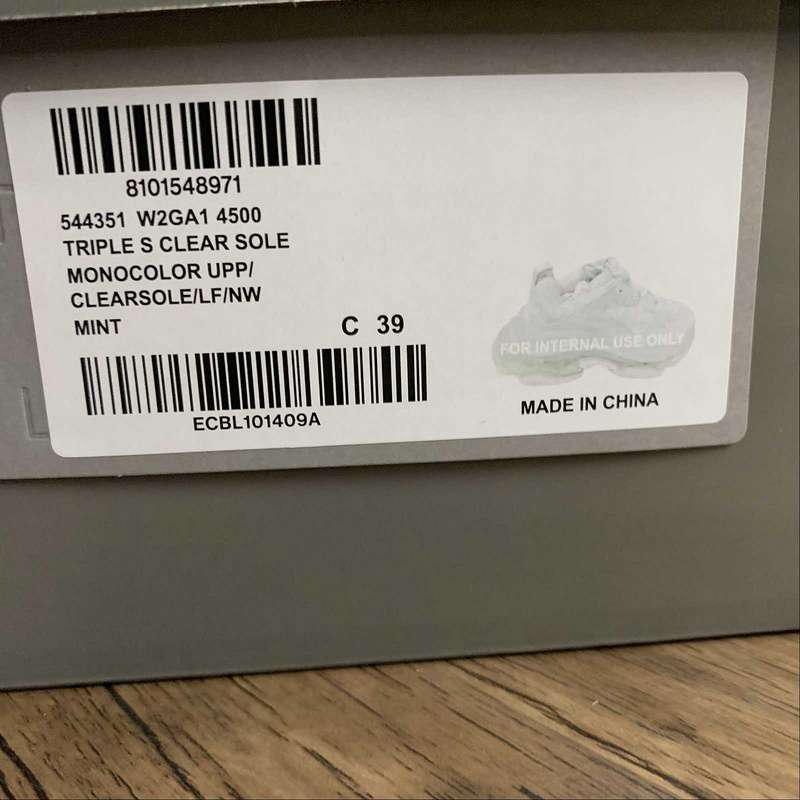 8101548971
544351 W2GA1 4500
TRIPLE S CLEAR SOLE
MONOCOLOR UPP/
CLEARSOLE/LF/NW
MINT C 39
ECBL101409A
FOR INTERNAL USE ONLY
MADE IN CHINA